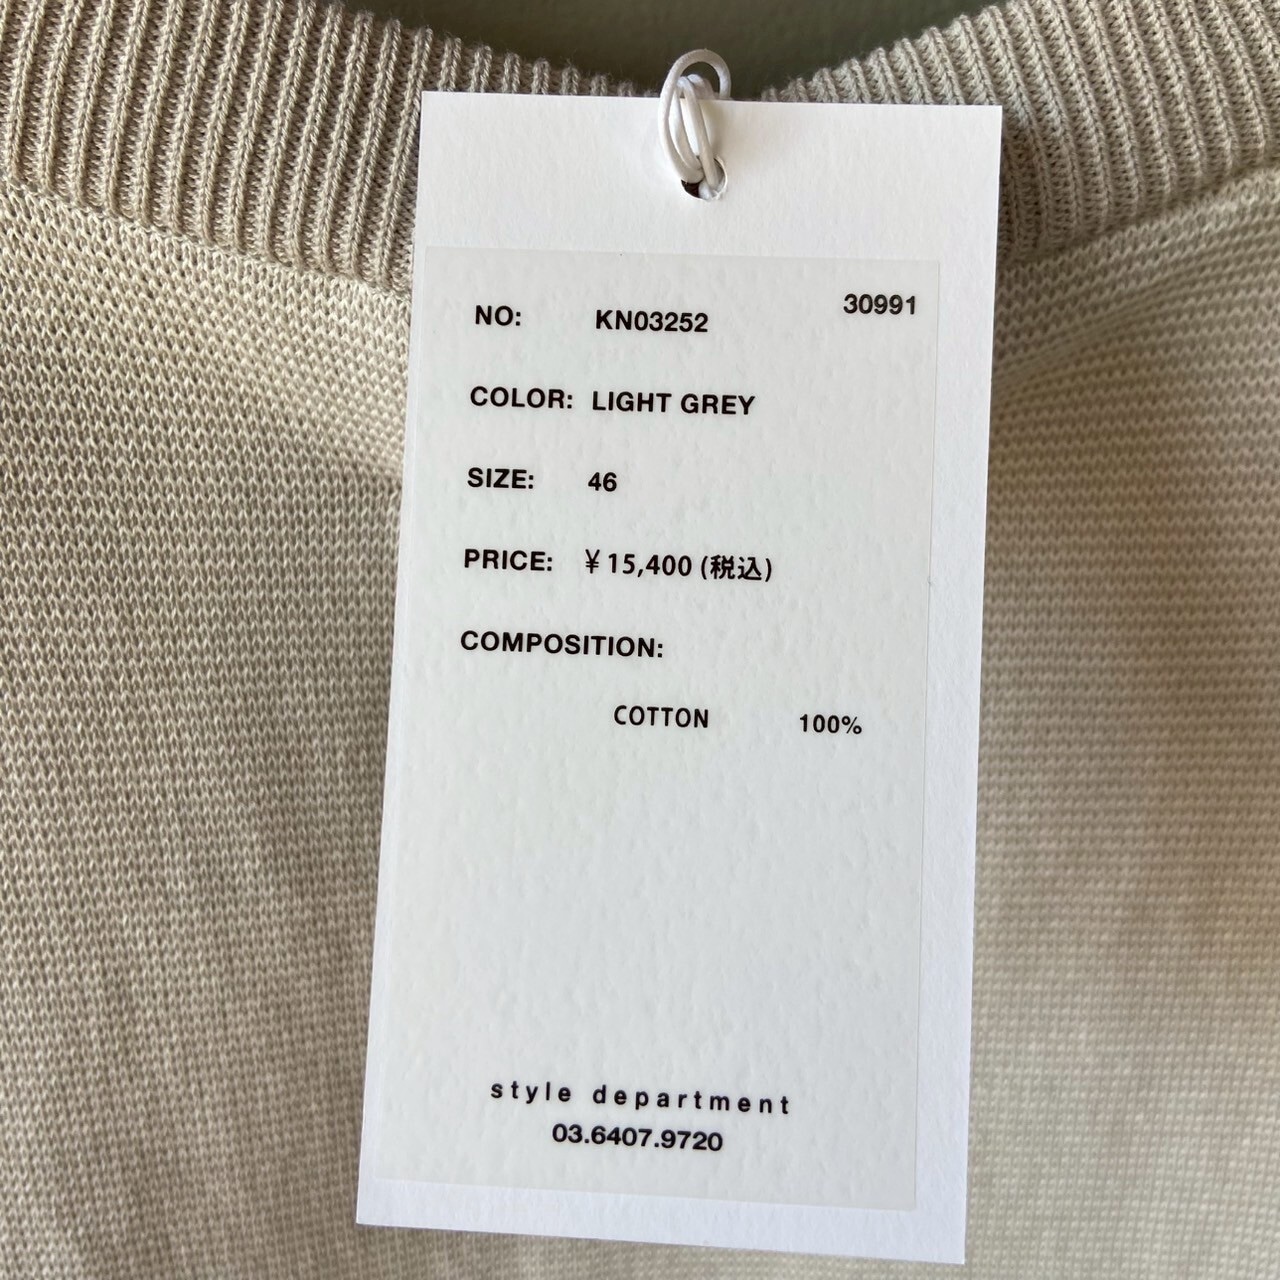 30991
NO: KN03252
COLOR: LIGHT GREY
SIZE: 46
PRICE: ¥15,400 (税込)
COMPOSITION:
COTTON 100%
style department
03.6407.9720